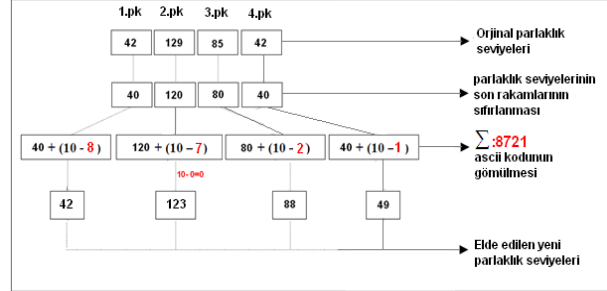 1.pk 2.pk 3.pk 4.pk
42 129 85 42
Orjinal parlaklık
seviyeleri
40 120 80 40
parlaklık seviyelerinin
son rakamlarının
sıfırlanması
40 + (10 - 8) 120 + (10 – 7) 80 + (10 - 2) 40 + (10 – 1)
∑:8721
ascii kodunun
gömülmesi
10- 0=0
42 123 88 49
Elde edilen yeni
parlaklık seviyeleri